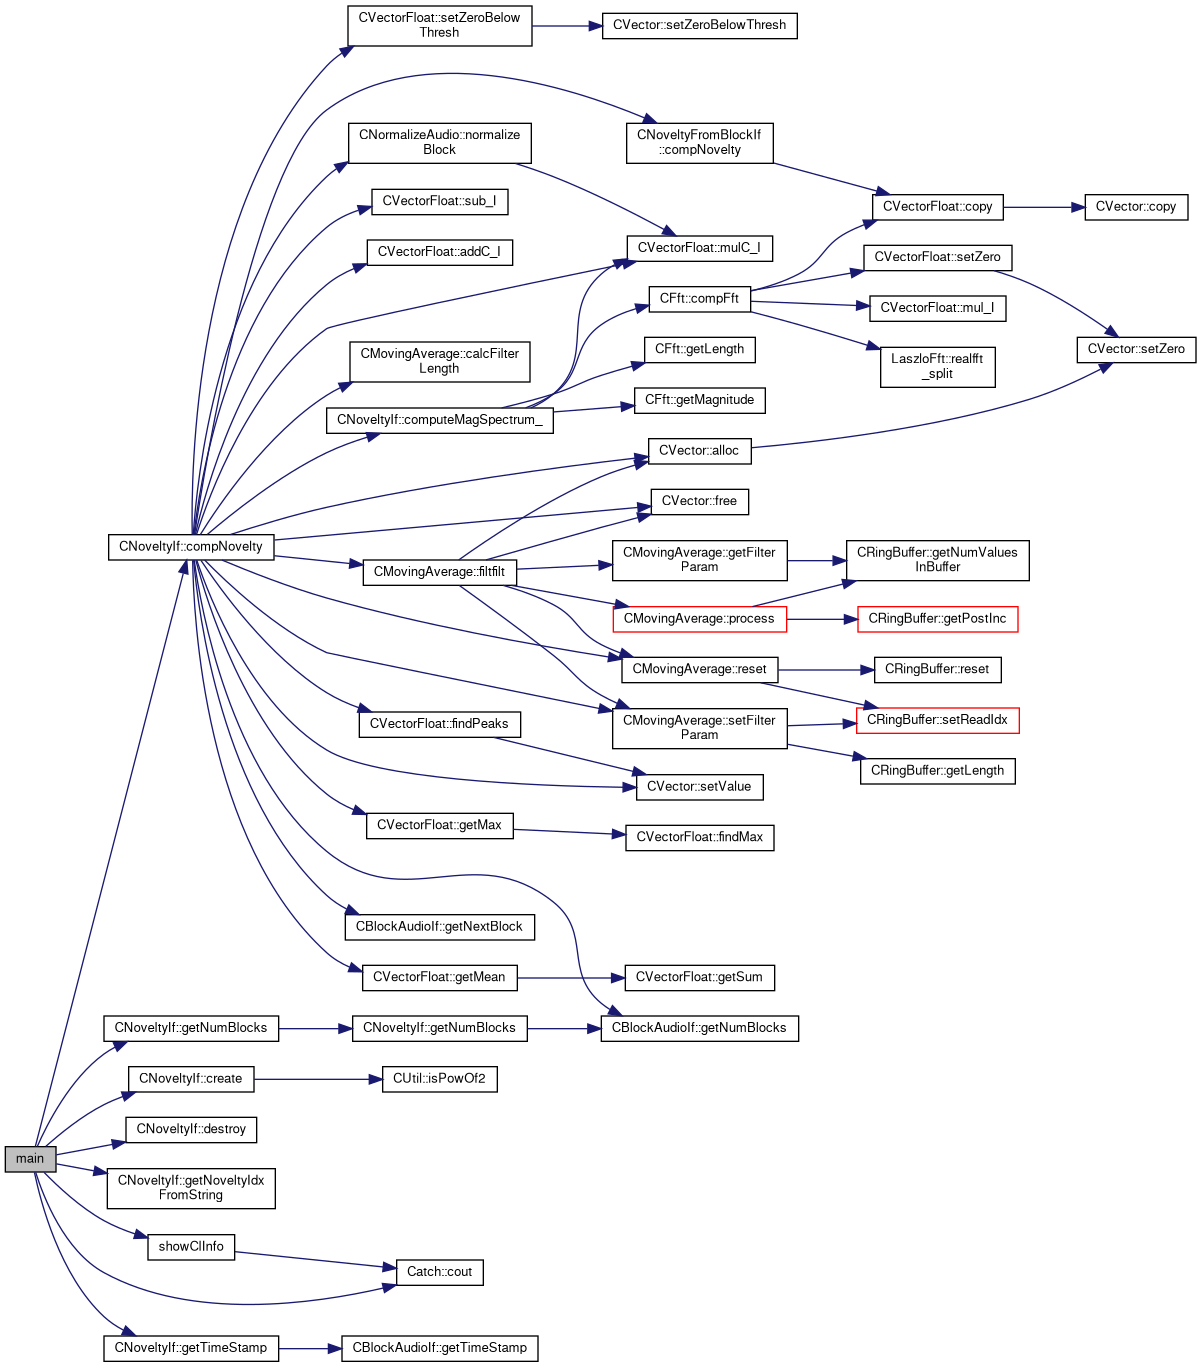 CVectorFloat::setZeroBelow
Thresh
CVector::setZeroBelowThresh
CNormalizeAudio::normalize
Block
CNoveltyFromBlockIf
::compNovelty
CVectorFloat::sub_I
CVectorFloat::copy
CVector::copy
CVectorFloat::addC_I
CVectorFloat::mulC_I
CVectorFloat::setZero
CFft::compFft
CVectorFloat::mul_I
CMovingAverage::calcFilter
Length
CFft::getLength
LaszloFft::realfft
_split
CVector::setZero
CNoveltyIf::computeMagSpectrum_
CFft::getMagnitude
CVector::alloc
CVector::free
CNoveltyIf::compNovelty
CMovingAverage::filtfilt
CMovingAverage::getFilter
Param
CRingBuffer::getNumValues
InBuffer
CMovingAverage::process
CRingBuffer::getPostInc
CMovingAverage::reset
CRingBuffer::reset
CVectorFloat::findPeaks
CMovingAverage::setFilter
Param
CRingBuffer::setReadIdx
CRingBuffer::getLength
CVector::setValue
CVectorFloat::getMax
CVectorFloat::findMax
CBlockAudioIf::getNextBlock
CVectorFloat::getMean
CVectorFloat::getSum
CNoveltyIf::getNumBlocks
CNoveltyIf::getNumBlocks
CBlockAudioIf::getNumBlocks
CNoveltyIf::create
CUtil::isPowOf2
CNoveltyIf::destroy
main
CNoveltyIf::getNoveltyIdx
FromString
showClInfo
Catch::cout
CNoveltyIf::getTimeStamp
CBlockAudioIf::getTimeStamp